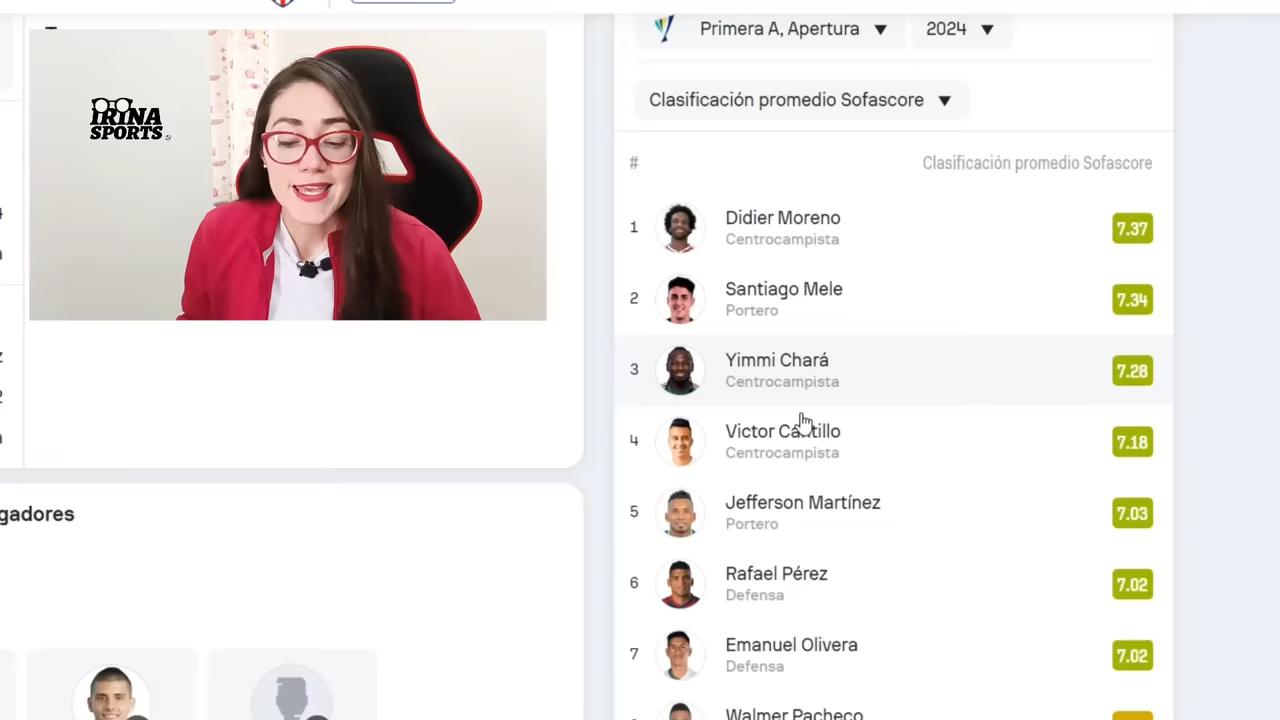 IRINA
SPORTS
gadores
Primera A, Apertura
2024
Clasificación promedio Sofascore
# Clasificación promedio Sofascore
1 Didier Moreno 7.37
Centrocampista
2 Santiago Mele 7.34
Portero
3 Yimmi Chará 7.28
Centrocampista
4 Victor Cantillo 7.18
Centrocampista
5 Jefferson Martínez 7.03
Portero
6 Rafael Pérez 7.02
Defensa
7 Emanuel Olivera 7.02
Defensa
Walmer Pacheco